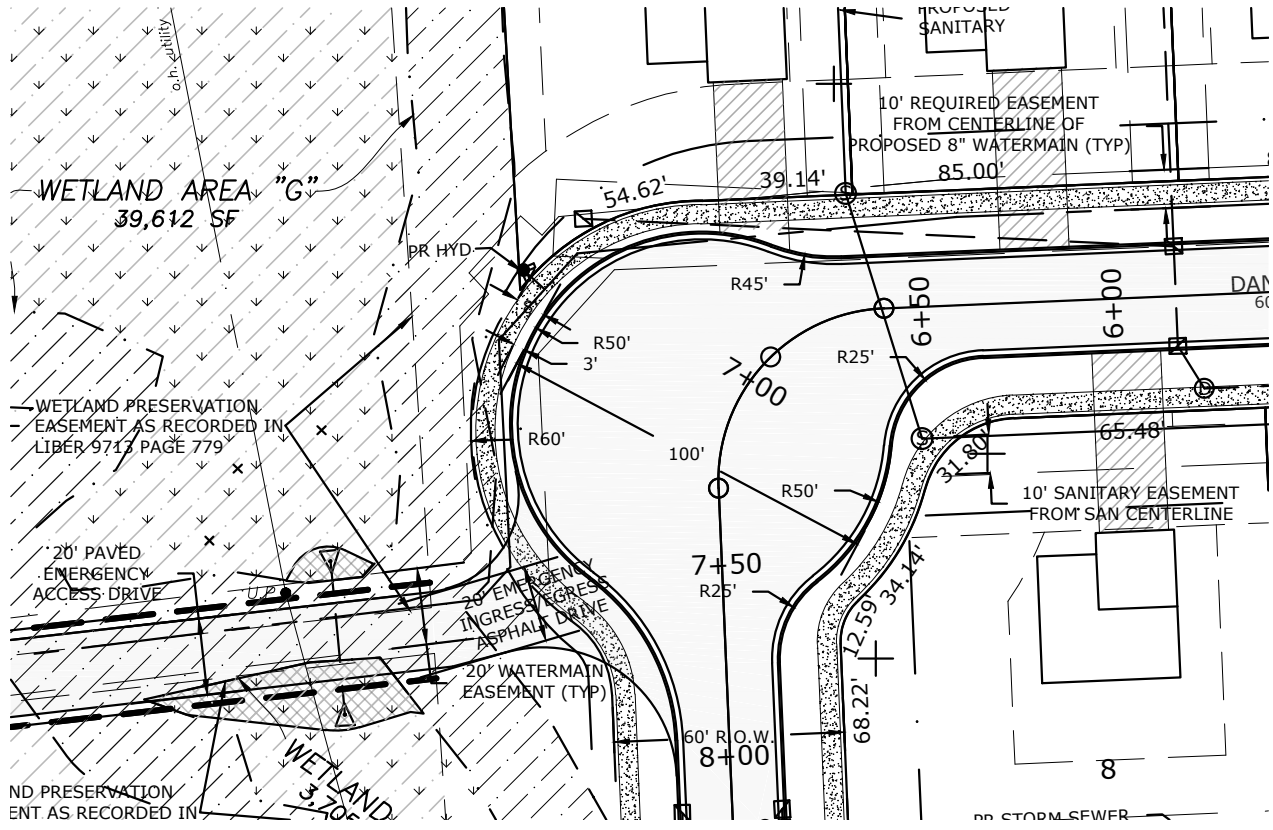 PROPOSED
SANITARY
o.h. utility
10' REQUIRED EASEMENT
FROM CENTERLINE OF
PROPOSED 8" WATERMAIN (TYP)
WETLAND AREA "G"
39,612 SF
54.62'
39.14'
85.00'
PR HYD
R45'
6+50
6+00
DAN
60
8'
R50'
3'
7+00
R25'
WETLAND PRESERVATION
EASEMENT AS RECORDED IN
LIBER 9713 PAGE 779
R60'
100'
65.48'
31.80'
R50'
10' SANITARY EASEMENT
FROM SAN CENTERLINE
20' PAVED
EMERGENCY
ACCESS DRIVE
U.P.
20' EMERGENCY
INGRESS/EGRESS
ASPHALT DRIVE
7+50
R25'
34.14'
12.59'
20' WATERMAIN
EASEMENT (TYP)
68.22'
60' R.O.W.
8+00
8
WETLAND
ND PRESERVATION
ENT AS RECORDED IN
PR STORM SEWER